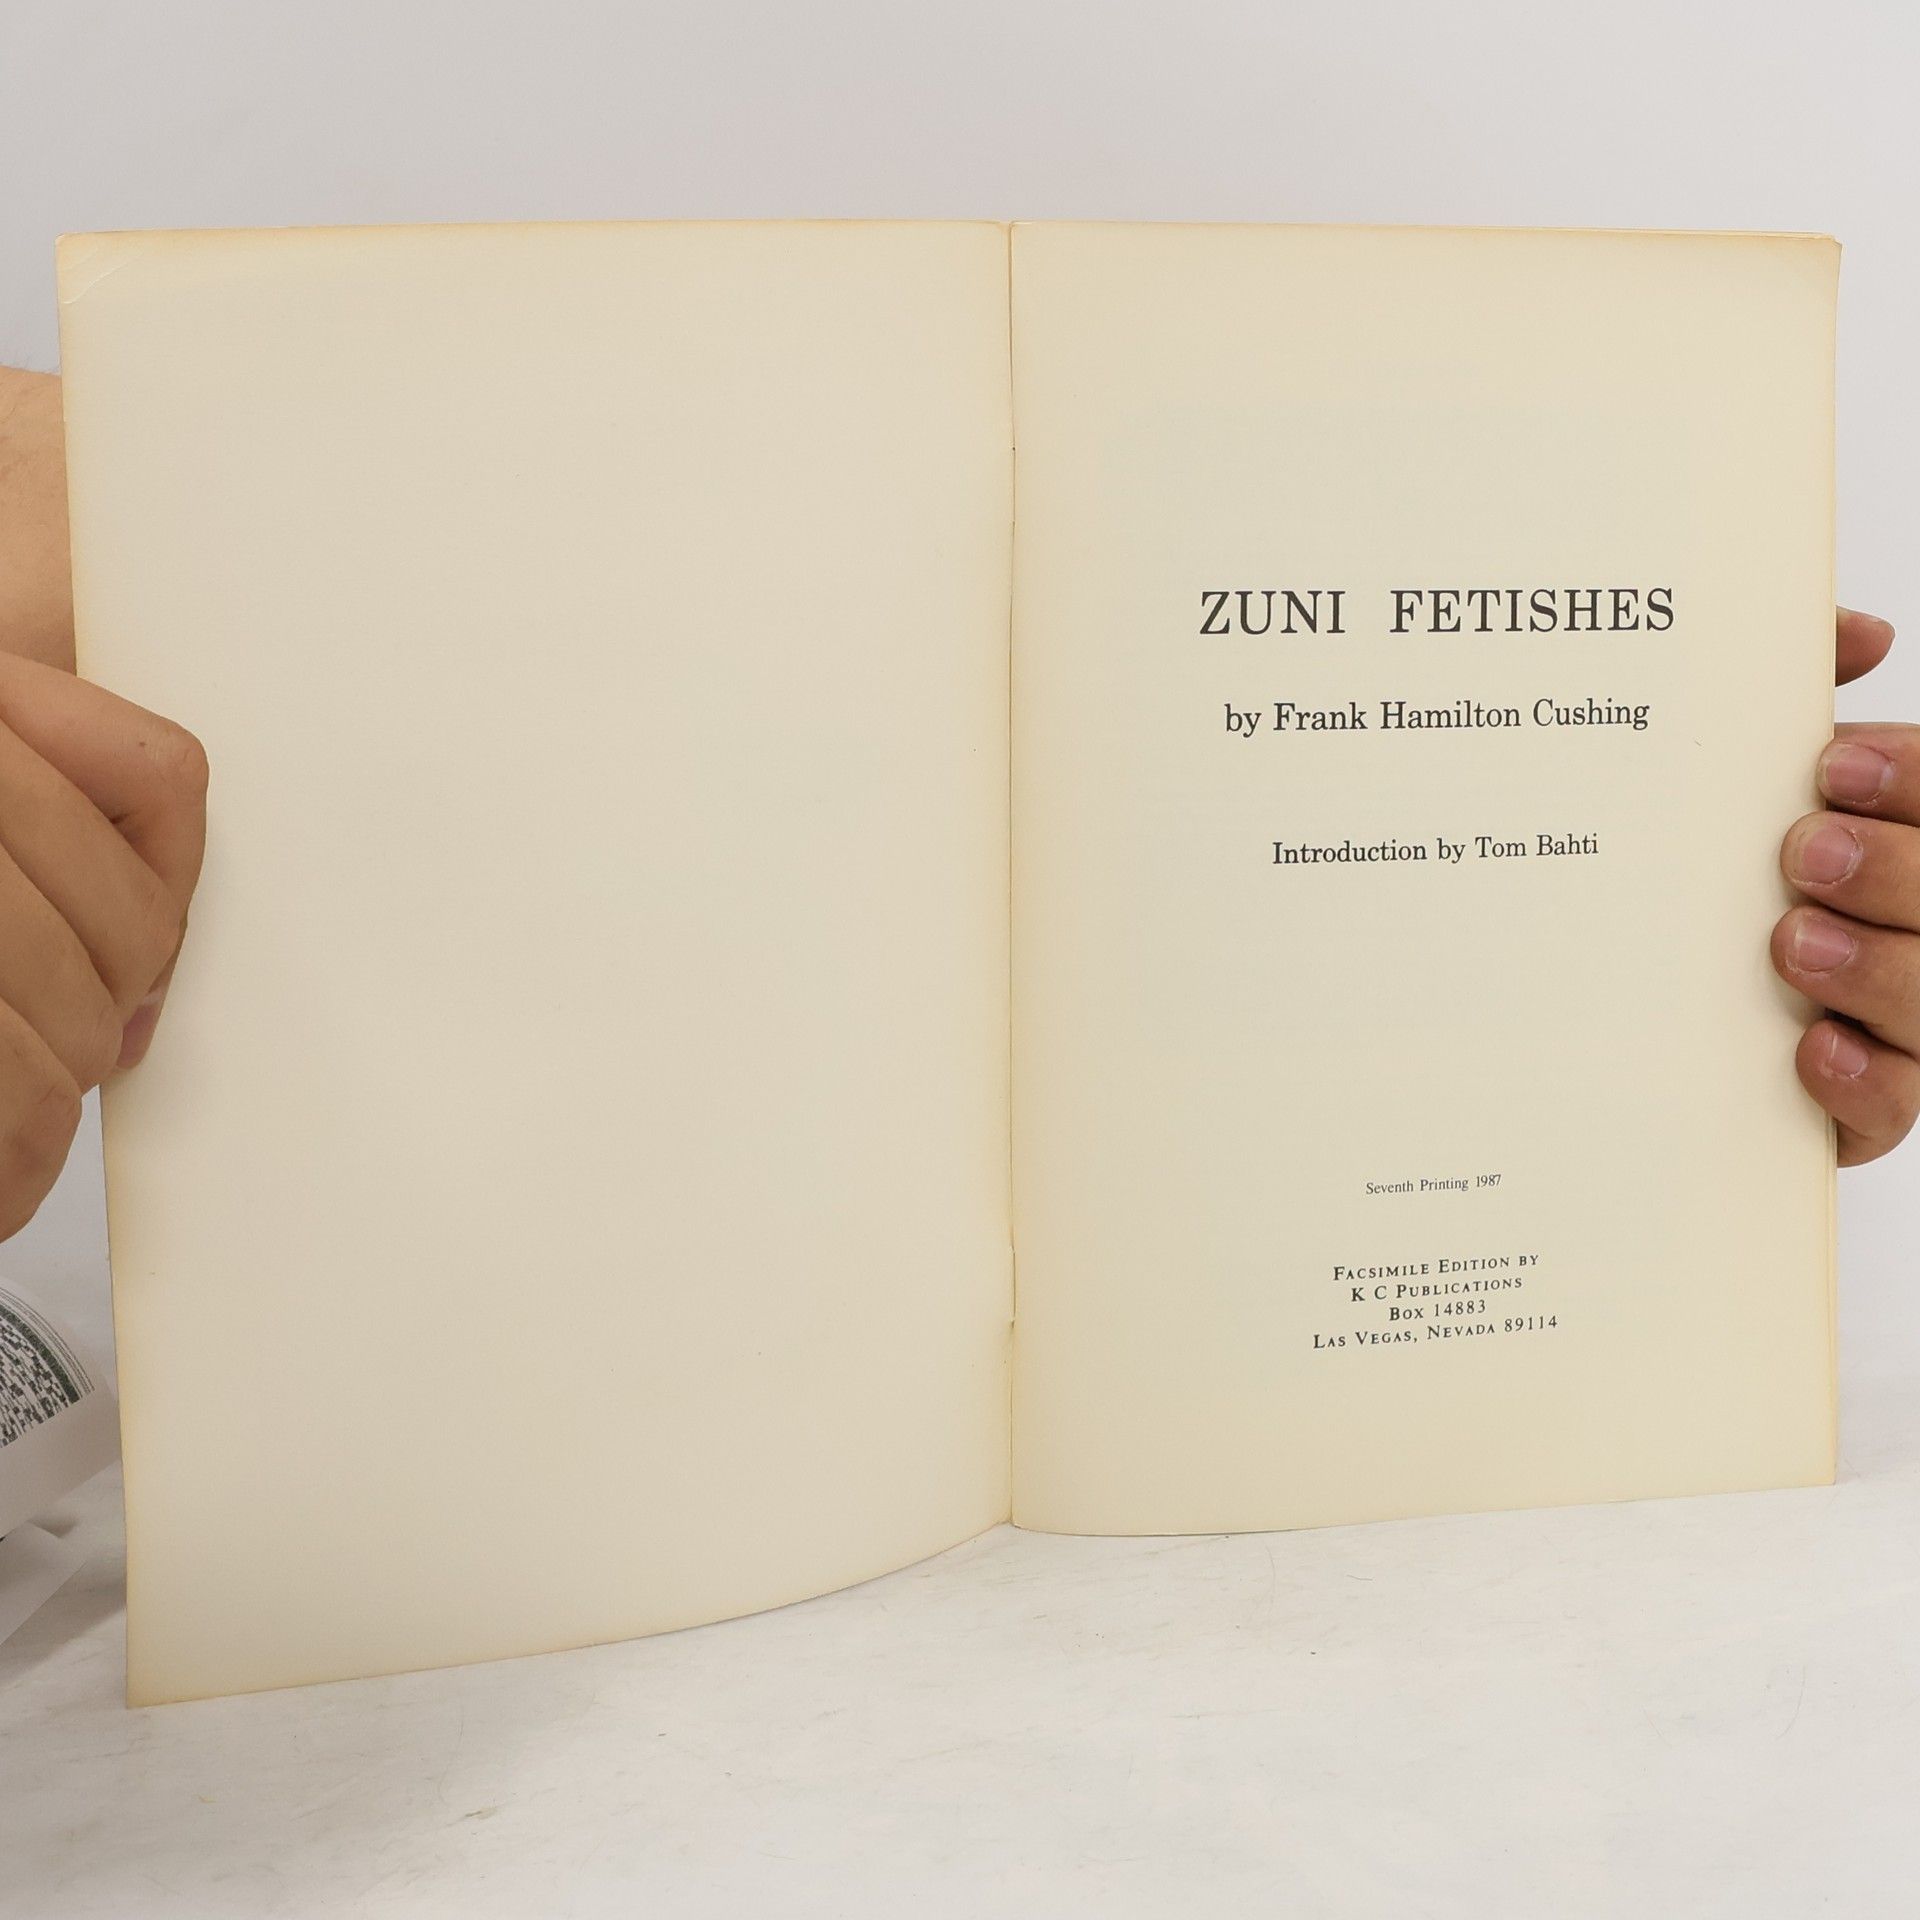 ZUNI FETISHES
by Frank Hamilton Cushing
Introduction by Tom Bahti
Seventh Printing 1987
FACSIMILE EDITION BY
K C PUBLICATIONS
BOX 14883
LAS VEGAS, NEVADA 89114